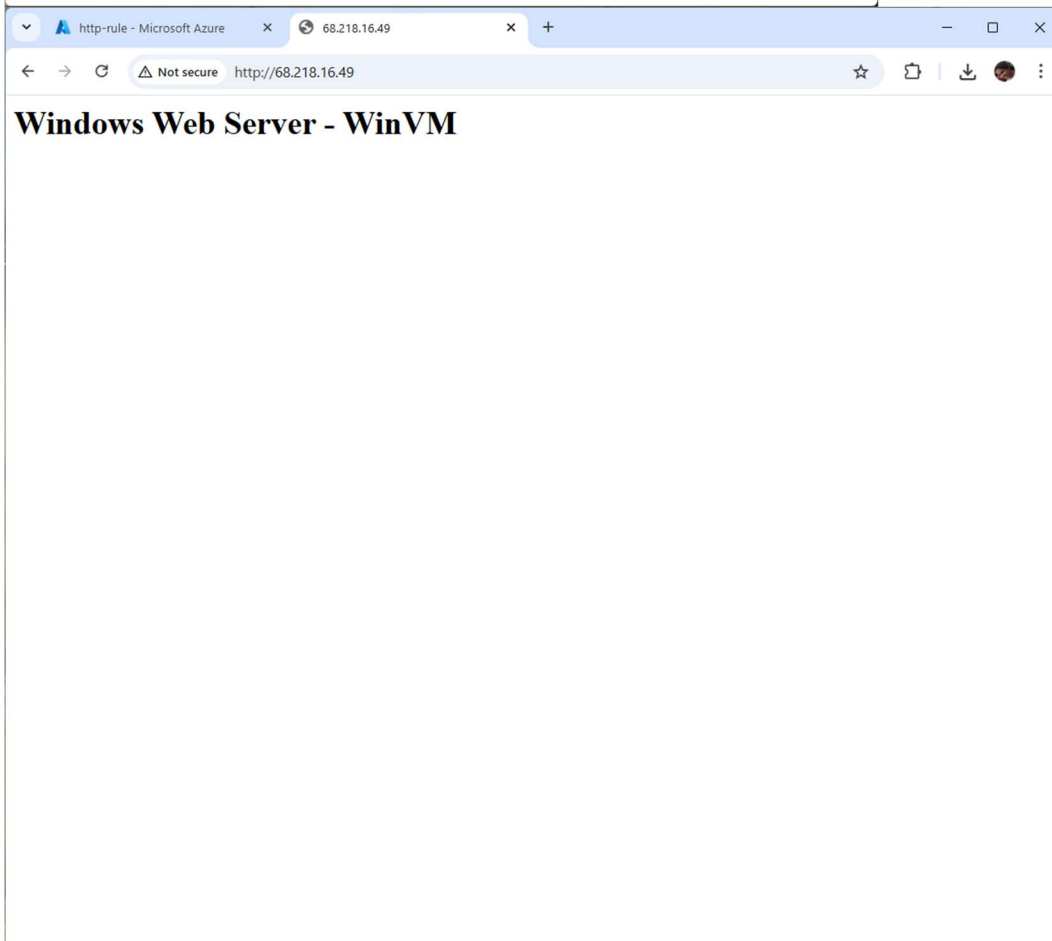 http-rule - Microsoft Azure
68.218.16.49
Not secure
http://68.218.16.49
Windows Web Server - WinVM